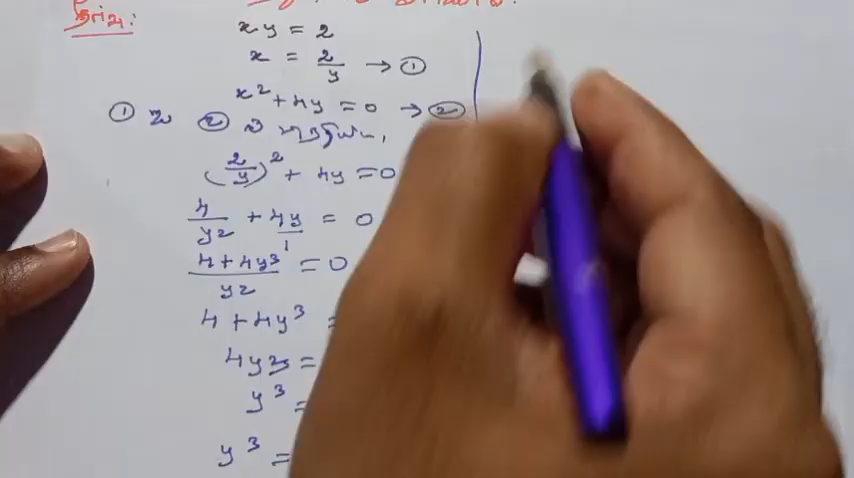 தீர்வு:
xy = 2
x = 2/y → ①
x² + 4y = 0 → ②
① ②
(2/y)² + 4y = 0
4/y2 + 4y/1 = 0
4+4y³/y2 = 0
4 + 4y³ =
4y³ =
y³ =
y³ =